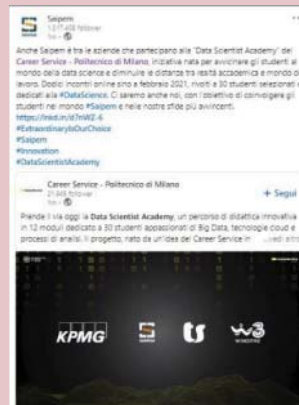 Saipem
Anche Saipem è tra le aziende che partecipano alla "Data Scientist Academy" del
Career Service - Politecnico di Milano, iniziativa nata per avvicinare gli studenti al
mondo della data science e diminuire le distanze tra realtà accademica e mondo del
lavoro. Dodici incontri online sino a febbraio 2021, rivolti a 30 studenti selezionati e
dedicati alla #DataScience. Ci saremo anche noi, con l'obiettivo di coinvolgere gli
studenti nel mondo #Saipem e nelle nostre sfide più avvincenti.
#ExtraordinaryIsOurChoice
#Saipem
#Innovation
#DataScientistAcademy
Career Service - Politecnico di Milano
+ Segui
Prende il via oggi la Data Scientist Academy, un percorso di didattica innovativa
in 12 moduli dedicato a 30 studenti appassionati di Big Data, tecnologie cloud e
processi di analisi. Il progetto, nato da un'idea del Career Service in
KPMG
ts
W3